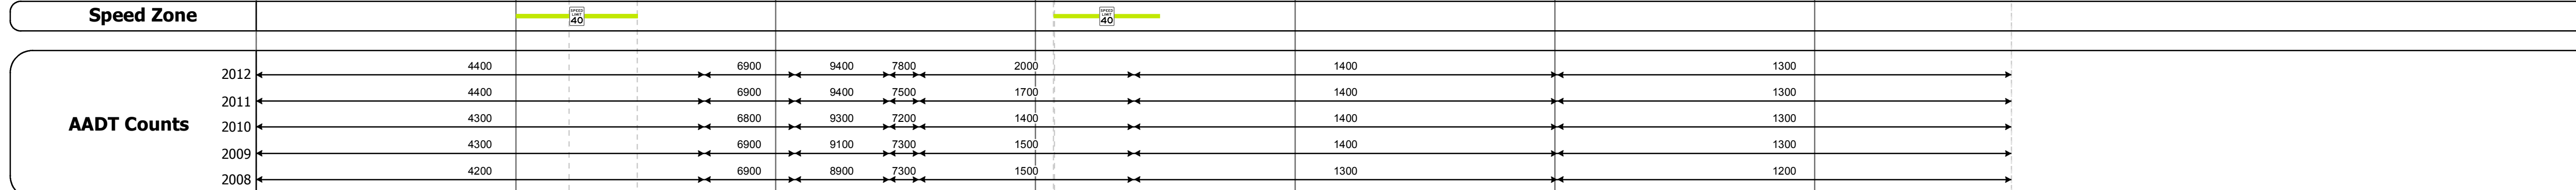 Speed Zone
SPEED LIMIT 40
SPEED LIMIT 40
AADT Counts
2012 4400 6900 9400 7800 2000 1400 1300
2011 4400 6900 9400 7500 1700 1400 1300
2010 4300 6800 9300 7200 1400 1400 1300
2009 4300 6900 9100 7300 1500 1400 1300
2008 4200 6900 8900 7300 1500 1300 1200